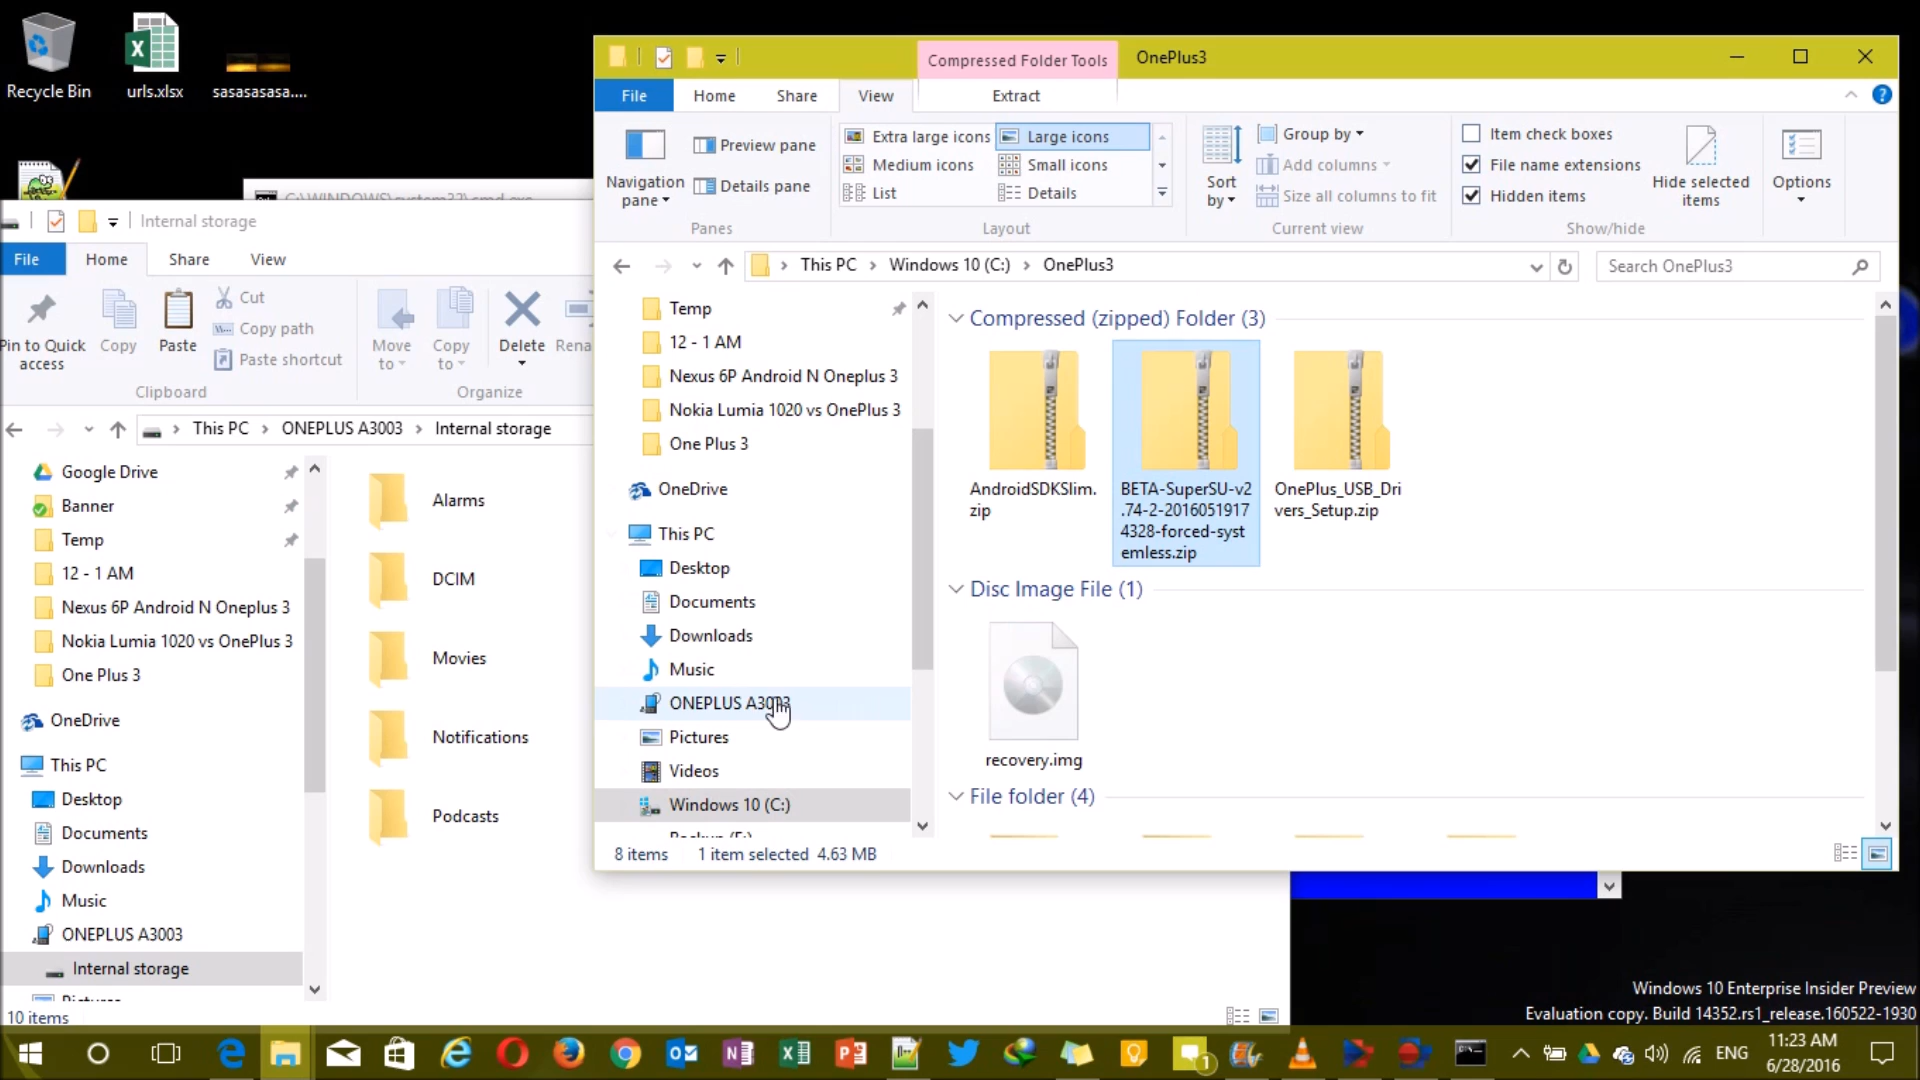 Recycle Bin
urls.xlsx
sasasasasa....
C:\WINDOWS\system32\cmd.exe
Internal storage
File
Home
Share
View
Pin to Quick access
Copy
Paste
Cut
Copy path
Paste shortcut
Clipboard
Move to
Copy to
Delete
Rena
Organize
This PC
ONEPLUS A3003
Internal storage
Google Drive
Banner
Temp
12 - 1 AM
Nexus 6P Android N Oneplus 3
Nokia Lumia 1020 vs OnePlus 3
One Plus 3
OneDrive
This PC
Desktop
Documents
Downloads
Music
ONEPLUS A3003
Internal storage
Pictures
Alarms
DCIM
Movies
Notifications
Podcasts
10 items
Compressed Folder Tools
OnePlus3
File
Home
Share
View
Extract
Navigation
pane
Preview pane
Details pane
Panes
Extra large icons
Large icons
Medium icons
Small icons
List
Details
Layout
Sort
by
Group by
Add columns
Size all columns to fit
Current view
Item check boxes
File name extensions
Hidden items
Hide selected
items
Show/hide
Options
This PC
Windows 10 (C:)
OnePlus3
Search OnePlus3
Temp
12 - 1 AM
Nexus 6P Android N Oneplus 3
Nokia Lumia 1020 vs OnePlus 3
One Plus 3
OneDrive
This PC
Desktop
Documents
Downloads
Music
ONEPLUS A3003
Pictures
Videos
Windows 10 (C:)
Compressed (zipped) Folder (3)
AndroidSDKSlim.
zip
BETA-SuperSU-v2
.74-2-2016051917
4328-forced-syst
emless.zip
OnePlus_USB_Dri
vers_Setup.zip
Disc Image File (1)
recovery.img
File folder (4)
8 items
1 item selected 4.63 MB
Windows 10 Enterprise Insider Preview
Evaluation copy. Build 14352.rs1_release.160522-1930
1
ENG
11:23 AM
6/28/2016